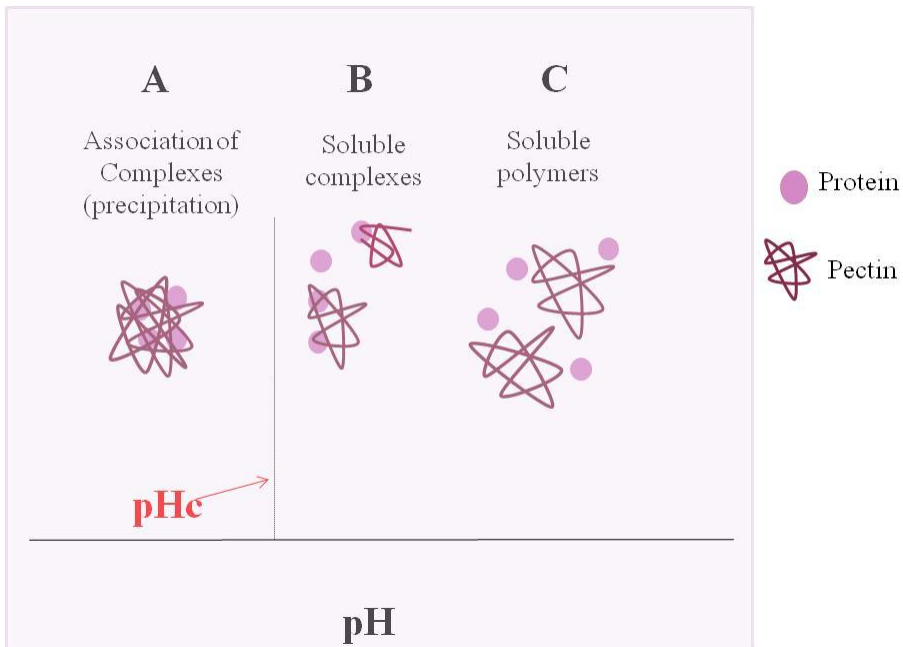 A
B
C
Association of
Complexes
(precipitation)
Soluble
complexes
Soluble
polymers
Protein
Pectin
pHc
pH